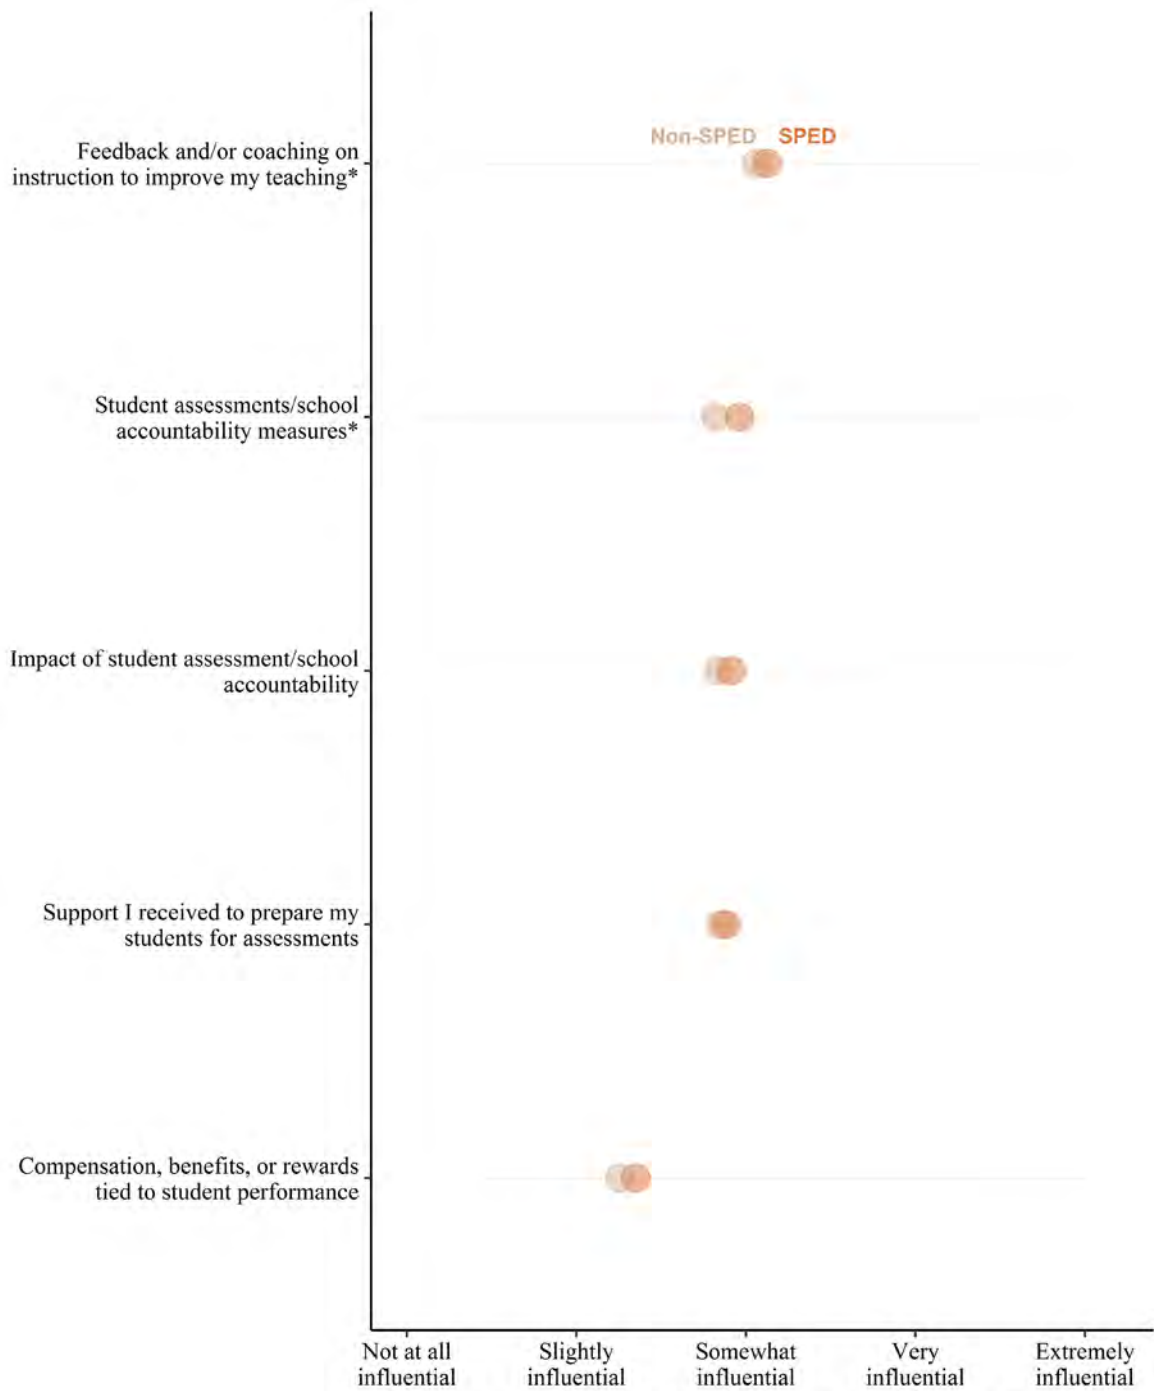 Non-SPED SPED
Feedback and/or coaching on
instruction to improve my teaching*
Student assessments/school
accountability measures*
Impact of student assessment/school
accountability
Support I received to prepare my
students for assessments
Compensation, benefits, or rewards
tied to student performance
Not at all
influential
Slightly
influential
Somewhat
influential
Very
influential
Extremely
influential